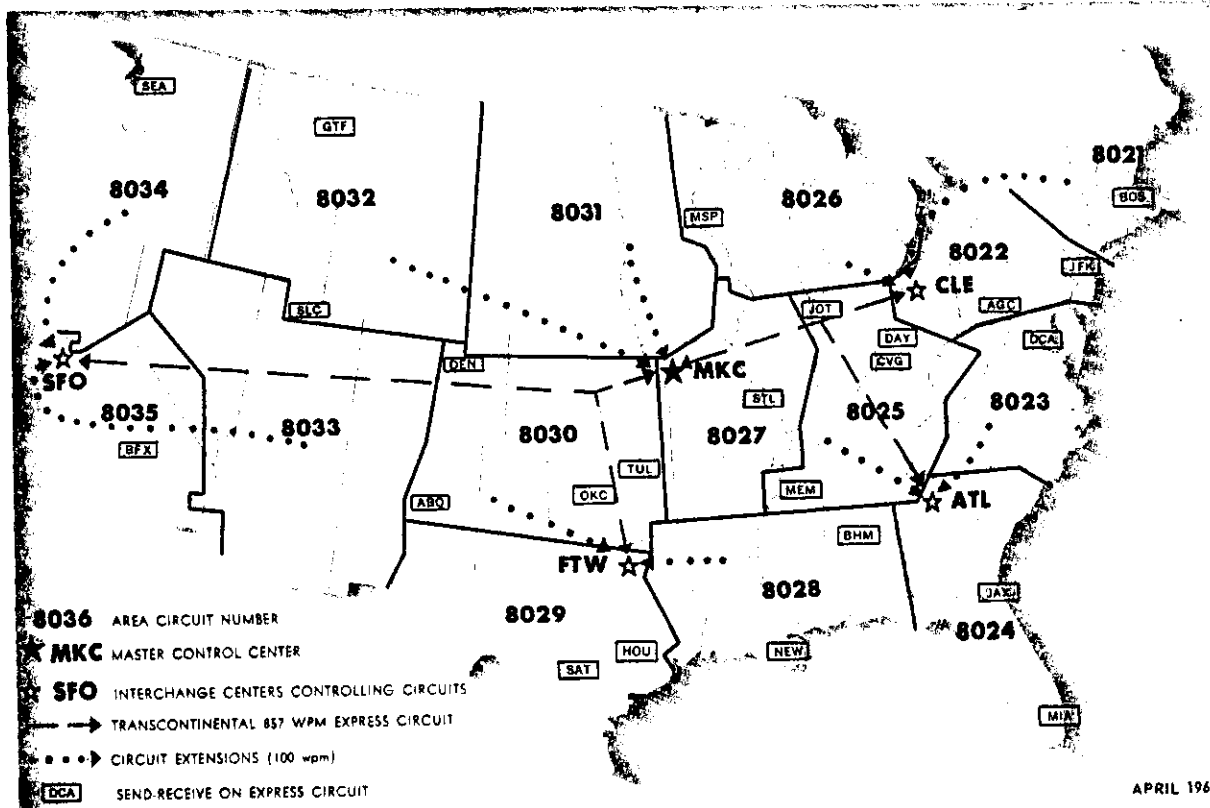 SEA
GTF
8021
8034
8032
8031
8026
BOS
MSP
8022
JFK
CLE
SLC
JOT
AGC
DCA
DAY
SFO
DEN
CVG
MKC
8035
8033
8030
STL
8027
8025
8023
BFX
TUL
ABQ
OKC
MEM
ATL
BHM
FTW
8029
8028
JAX
8024
8036 AREA CIRCUIT NUMBER
MKC MASTER CONTROL CENTER
HOU
NEW
SAT
SFO INTERCHANGE CENTERS CONTROLLING CIRCUITS
TRANSCONTINENTAL 857 WPM EXPRESS CIRCUIT
MIA
CIRCUIT EXTENSIONS (100 wpm)
DCA SEND-RECEIVE ON EXPRESS CIRCUIT
APRIL 196